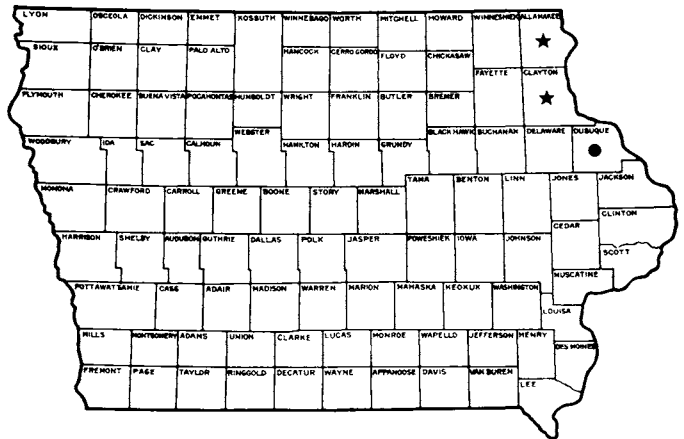 LYON OSCEOLA DICKINSON EMMET KOSSUTH WINNEBAGO WORTH MITCHELL HOWARD WINNESHIEK ALLAMAKEE
SIOUX O'BRIEN CLAY PALO ALTO HANCOCK CERRO GORDO FLOYD CHICKASAW
FAYETTE CLAYTON
PLYMOUTH CHEROKEE BUENA VISTA POCAHONTAS HUMBOLDT WRIGHT FRANKLIN BUTLER BREMER
WOODBURY IDA SAC CALHOUN WEBSTER HAMILTON HARDIN GRUNDY BLACK HAWK BUCHANAN DELAWARE DUBUQUE
MONONA CRAWFORD CARROLL GREENE BOONE STORY MARSHALL TAMA BENTON LINN JONES JACKSON
CLINTON
CEDAR
HARRISON SHELBY AUDUBON GUTHRIE DALLAS POLK JASPER POWESHIEK IOWA JOHNSON SCOTT
MUSCATINE
POTTAWATTAMIE CASS ADAIR MADISON WARREN MARION MAHASKA KEOKUK WASHINGTON
LOUISA
MILLS MONTGOMERY ADAMS UNION CLARKE LUCAS MONROE WAPELLO JEFFERSON HENRY
DES MOINES
FREMONT PAGE TAYLOR RINGGOLD DECATUR WAYNE APPANOOSE DAVIS VAN BUREN
LEE